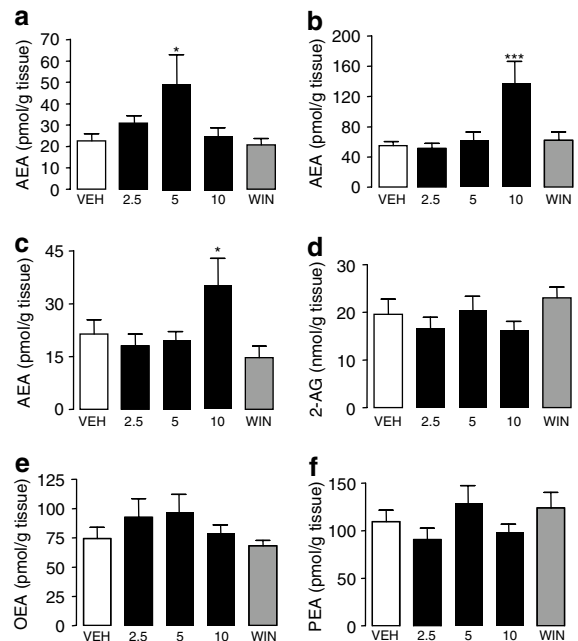 a
AEA (pmol/g tissue)
70
60
50
40
30
20
10
0
*
VEH 2.5 5 10 WIN
b
AEA (pmol/g tissue)
200
160
120
80
40
0
***
VEH 2.5 5 10 WIN
c
AEA (pmol/g tissue)
45
30
15
0
*
VEH 2.5 5 10 WIN
d
2-AG (nmol/g tissue)
30
20
10
0
VEH 2.5 5 10 WIN
e
OEA (pmol/g tissue)
125
100
75
50
25
0
VEH 2.5 5 10 WIN
f
PEA (pmol/g tissue)
150
100
50
0
VEH 2.5 5 10 WIN